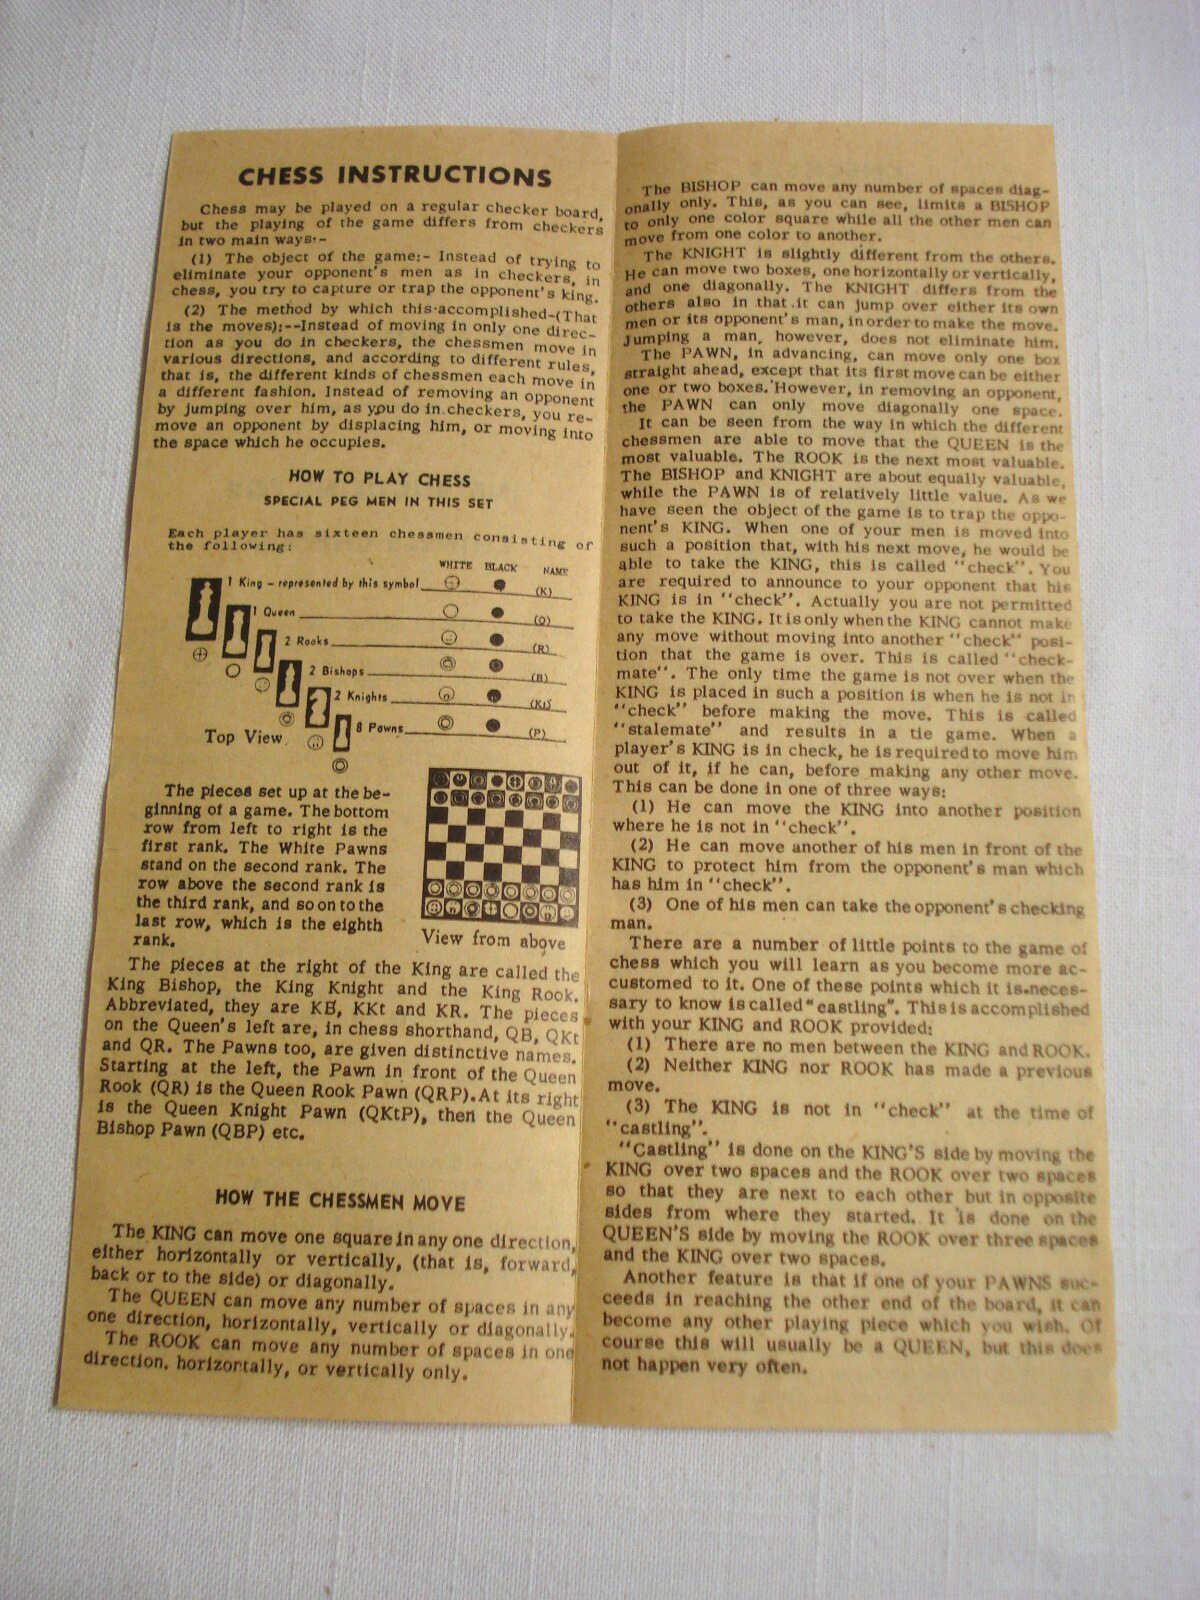 CHESS INSTRUCTIONS
Chess may be played on a regular checker board,
but the playing of the game differs from checkers
in two main ways:-
(1) The object of the game:- Instead of trying to
eliminate your opponent's men as in checkers, in
chess, you try to capture or trap the opponent's king.
(2) The method by which this accomplished-(That
is the moves):--Instead of moving in only one direc-
tion as you do in checkers, the chessmen move in
various directions, and according to different rules,
that is, the different kinds of chessmen each move in
a different fashion. Instead of removing an opponent
by jumping over him, as you do in checkers, you re-
move an opponent by displacing him, or moving into
the space which he occupies.
HOW TO PLAY CHESS
SPECIAL PEG MEN IN THIS SET
Each player has sixteen chessmen consisting of
the following:
WHITE BLACK NAME
1 King - represented by this symbol (K)
1 Queen (Q)
2 Rooks (R)
2 Bishops (B)
2 Knights (Kt)
8 Pawns (P)
Top View
The pieces set up at the be-
ginning of a game. The bottom
row from left to right is the
first rank. The White Pawns
stand on the second rank. The
row above the second rank is
the third rank, and so on to the
last row, which is the eighth
rank.
View from above
The pieces at the right of the King are called the
King Bishop, the King Knight and the King Rook.
Abbreviated, they are KB, KKt and KR. The pieces
on the Queen's left are, in chess shorthand, QB, QKt
and QR. The Pawns too, are given distinctive names.
Starting at the left, the Pawn in front of the Queen
Rook (QR) is the Queen Rook Pawn (QRP). At its right
is the Queen Knight Pawn (QKtP), then the Queen
Bishop Pawn (QBP) etc.
HOW THE CHESSMEN MOVE
The KING can move one square in any one direction,
either horizontally or vertically, (that is, forward,
back or to the side) or diagonally.
The QUEEN can move any number of spaces in any
one direction, horizontally, vertically or diagonally.
The ROOK can move any number of spaces in one
direction, horizortally, or vertically only.
The BISHOP can move any number of spaces diag-
onally only. This, as you can see, limits a BISHOP
to only one color square while all the other men can
move from one color to another.
The KNIGHT is slightly different from the others.
He can move two boxes, one horizontally or vertically,
and one diagonally. The KNIGHT differs from the
others also in that it can jump over either its own
men or its opponent's man, in order to make the move.
Jumping a man, however, does not eliminate him.
The PAWN, in advancing, can move only one box
straight ahead, except that its first move can be either
one or two boxes. However, in removing an opponent,
the PAWN can only move diagonally one space.
It can be seen from the way in which the different
chessmen are able to move that the QUEEN is the
most valuable. The ROOK is the next most valuable.
The BISHOP and KNIGHT are about equally valuable,
while the PAWN is of relatively little value. As we
have seen the object of the game is to trap the oppo-
nent's KING. When one of your men is moved into
such a position that, with his next move, he would be
able to take the KING, this is called "check". You
are required to announce to your opponent that his
KING is in "check". Actually you are not permitted
to take the KING. It is only when the KING cannot make
any move without moving into another "check" posi-
tion that the game is over. This is called "check-
mate". The only time the game is not over when the
KING is placed in such a position is when he is not in
"check" before making the move. This is called
"stalemate" and results in a tie game. When a
player's KING is in check, he is required to move him
out of it, if he can, before making any other move.
This can be done in one of three ways:
(1) He can move the KING into another position
where he is not in "check".
(2) He can move another of his men in front of the
KING to protect him from the opponent's man which
has him in "check".
(3) One of his men can take the opponent's checking
man.
There are a number of little points to the game of
chess which you will learn as you become more ac-
customed to it. One of these points which it is neces-
sary to know is called "castling". This is accomplished
with your KING and ROOK provided:
(1) There are no men between the KING and ROOK.
(2) Neither KING nor ROOK has made a previous
move.
(3) The KING is not in "check" at the time of
"castling".
"Castling" is done on the KING'S side by moving the
KING over two spaces and the ROOK over two spaces
so that they are next to each other but in opposite
sides from where they started. It is done on the
QUEEN'S side by moving the ROOK over three spaces
and the KING over two spaces.
Another feature is that if one of your PAWNS suc-
ceeds in reaching the other end of the board, it can
become any other playing piece which you wish. Of
course this will usually be a QUEEN, but this does
not happen very often.